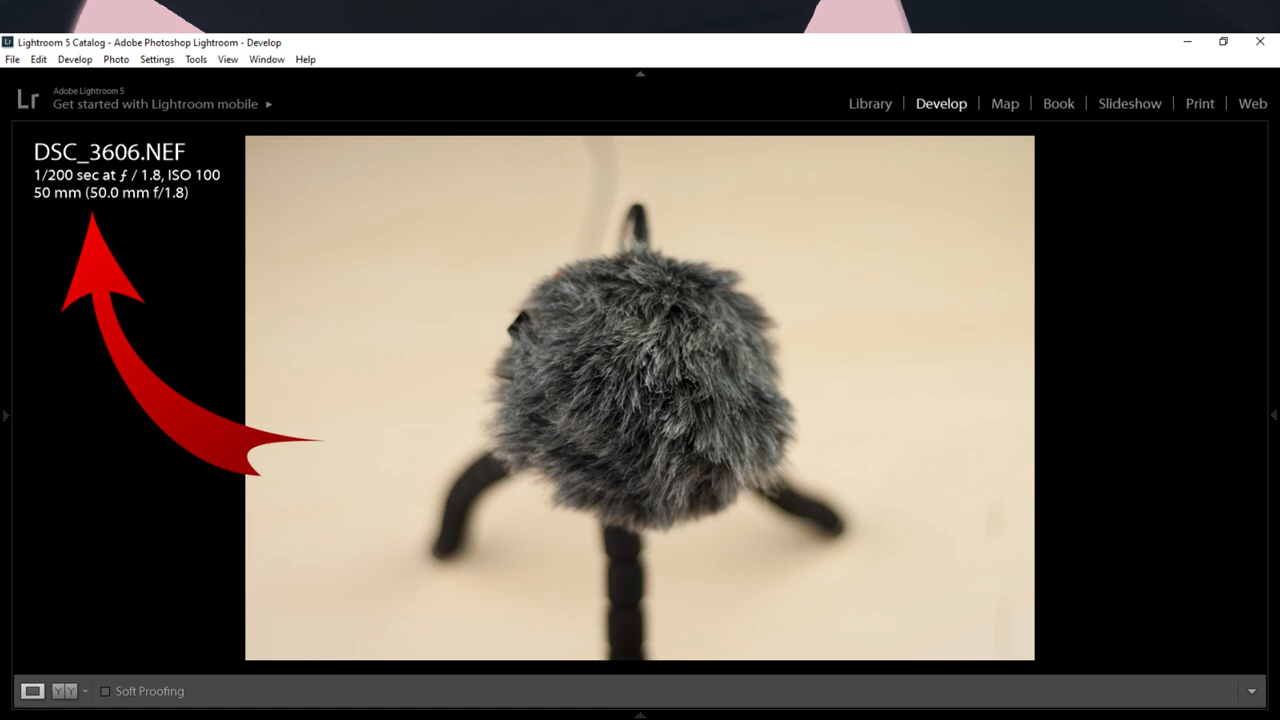 Lr Lightroom 5 Catalog - Adobe Photoshop Lightroom - Develop
File Edit Develop Photo Settings Tools View Window Help
Lr
Adobe Lightroom 5
Get started with Lightroom mobile
Library | Develop | Map | Book | Slideshow | Print | Web
DSC_3606.NEF
1/200 sec at ƒ / 1.8, ISO 100
50 mm (50.0 mm f/1.8)
YY Soft Proofing